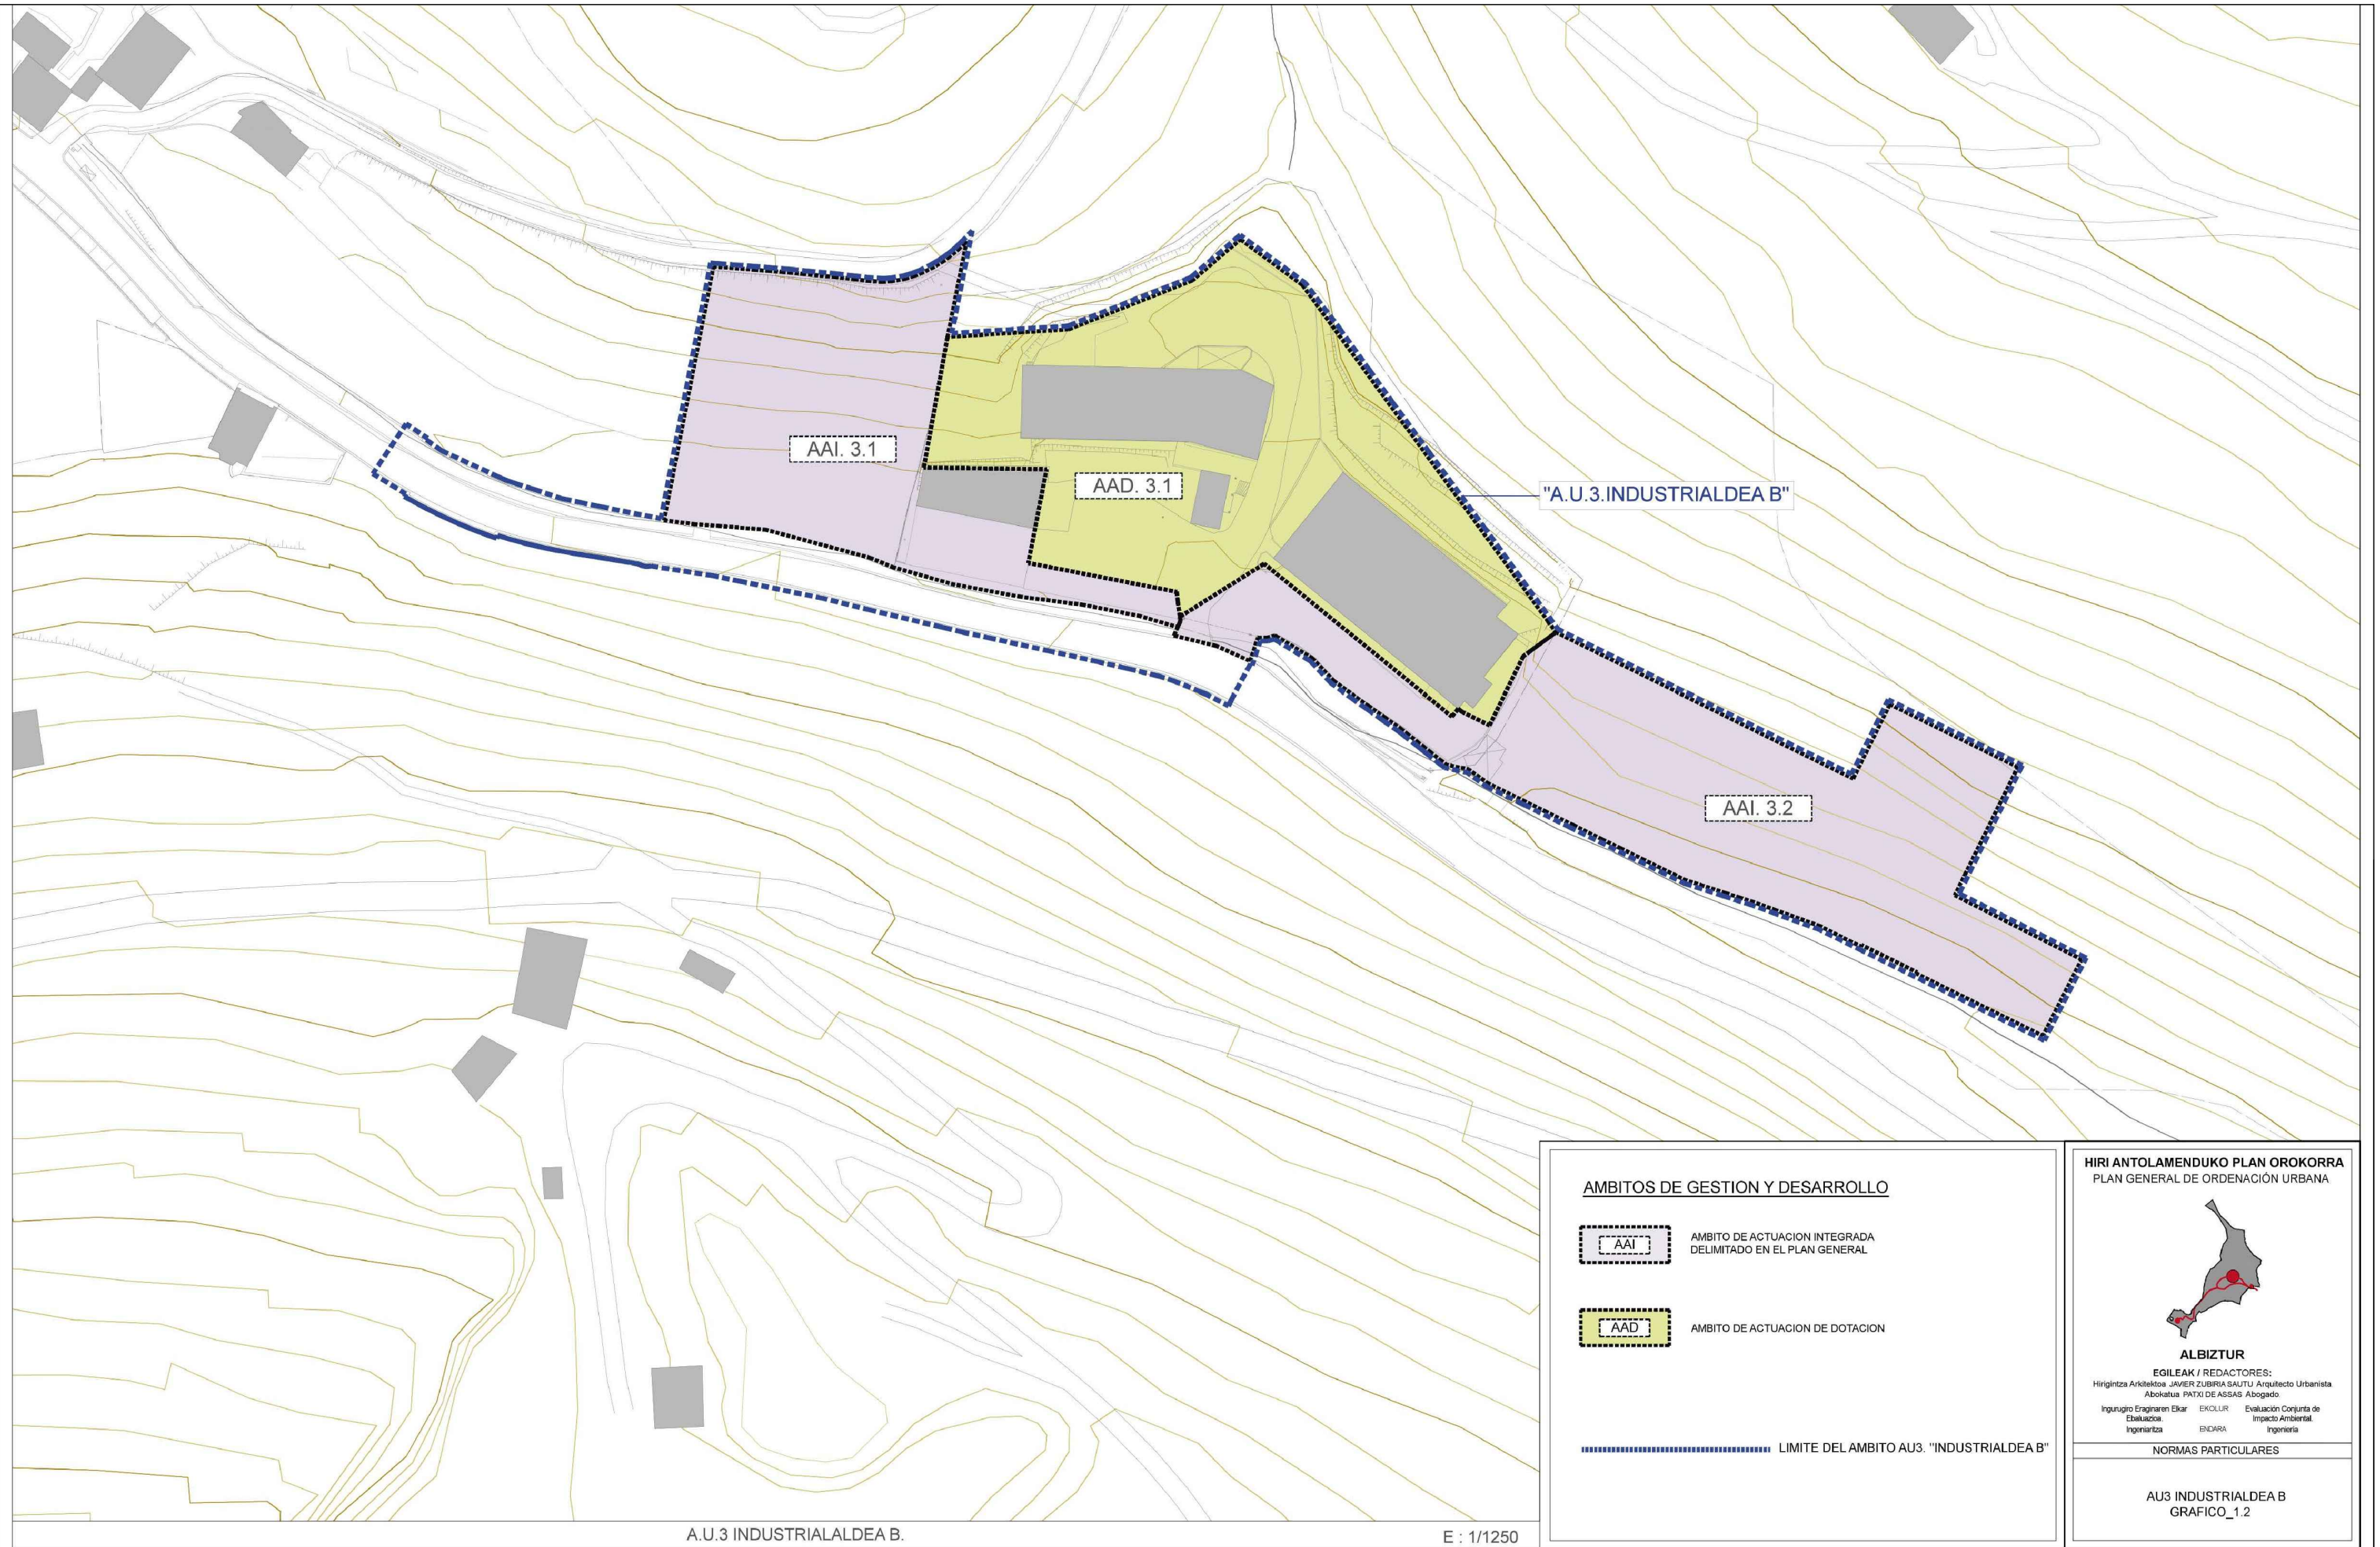 AAI. 3.1
AAD. 3.1
"A.U.3.INDUSTRIALDEA B"
AAI. 3.2
AMBITOS DE GESTION Y DESARROLLO
AAI
AMBITO DE ACTUACION INTEGRADA
DELIMITADO EN EL PLAN GENERAL
AAD
AMBITO DE ACTUACION DE DOTACION
LIMITE DEL AMBITO AU3. "INDUSTRIALDEA B"
HIRI ANTOLAMENDUKO PLAN OROKORRA
PLAN GENERAL DE ORDENACIÓN URBANA
ALBIZTUR
EGILEAK / REDACTORES:
Hirigintza Arkitektoa JAVIER ZUBIRIA SAUTU Arquitecto Urbanista
Abokatua PATXI DE ASSAS Abogado
Ingurugiro Eraginaren Elkar EKOLUR Evaluación Conjunta de
Ebaluazioa. Impacto Ambiental.
Ingeniaritza ENDARA Ingenieria
NORMAS PARTICULARES
AU3 INDUSTRIALDEA B
GRAFICO_1.2
A.U.3 INDUSTRIALALDEA B.
E : 1/1250